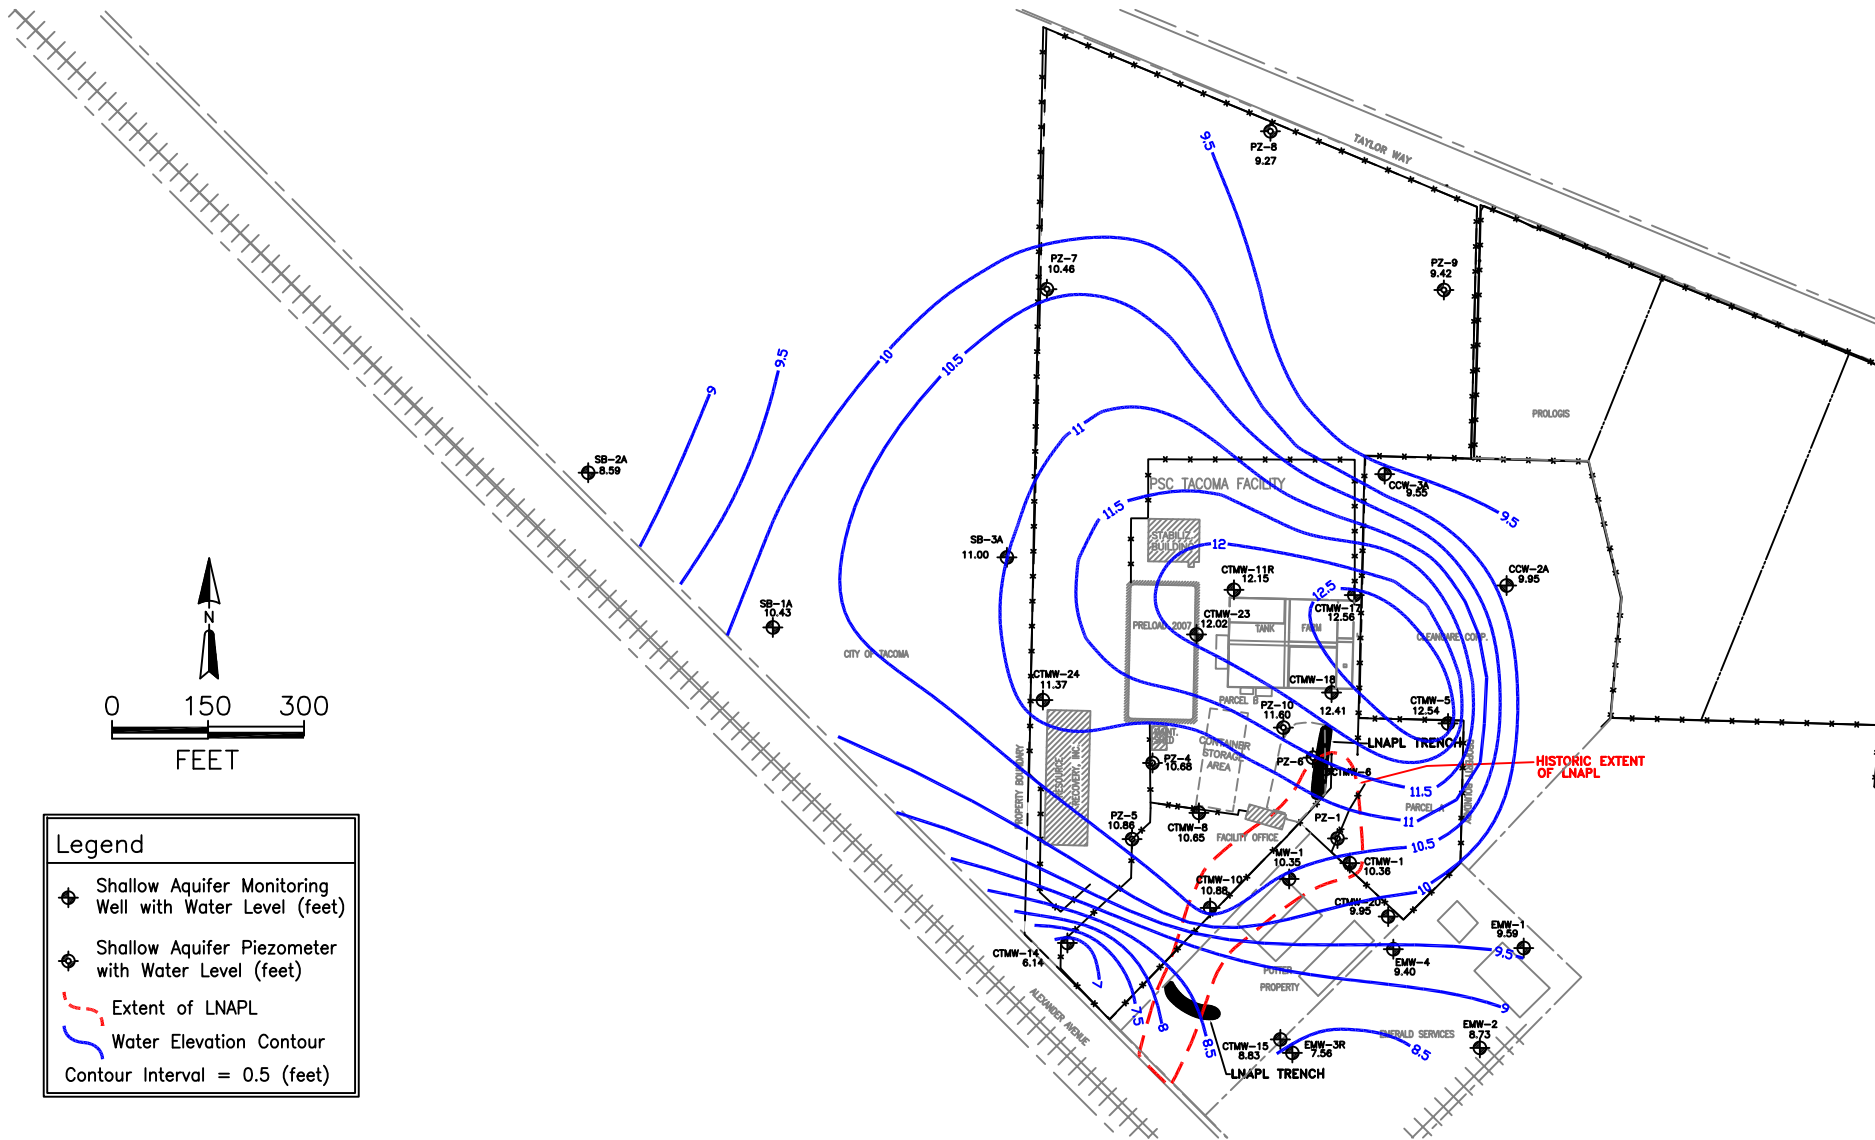 TAYLOR WAY
9.5
PZ-8
9.27
PZ-7
10.46
PZ-9
9.42
10
9.5
10.5
9
PROLOGIS
11
SB-2A
8.59
PSC TACOMA FACILITY
CCW-3A
9.55
11.5
9.5
STABILIZ.
BUILDING
SB-3A
11.00
12
CTMW-11R
12.15
CCW-2A
9.95
12.5
SB-1A
10.43
CTMW-17
12.56
CTMW-23
12.02
PRELOAD 2007
TANK
FARM
CLEANCARE CORP.
CITY OF TACOMA
N
CTMW-24
11.37
CTMW-18
12.41
PARCEL B
CTMW-5
12.54
PZ-10
11.60
0 150 300
FEET
CONTAINER
STORAGE
AREA
LNAPL TRENCH
PZ-4
10.68
PZ-6
CTMW-6
HISTORIC EXTENT
OF LNAPL
PROPERTY BOUNDARY
RESOURCE
RECOVERY, INC.
PROPERTY BOUNDARY
11.5
PARCEL A
11
PZ-5
10.86
CTMW-8
10.65
FACILITY OFFICE
PZ-1
10.5
MW-1
10.35
CTMW-1
10.36
CTMW-10
10.88
10
CTMW-20
9.95
EMW-1
9.59
9.5
CTMW-14
6.14
EMW-4
9.40
7
POTTER
PROPERTY
9
7.5
8
8.5
ALEXANDER AVENUE
EMERALD SERVICES
EMW-2
8.73
CTMW-15
8.83
EMW-3R
7.56
8.5
LNAPL TRENCH
Legend
Shallow Aquifer Monitoring
Well with Water Level (feet)
Shallow Aquifer Piezometer
with Water Level (feet)
Extent of LNAPL
Water Elevation Contour
Contour Interval = 0.5 (feet)